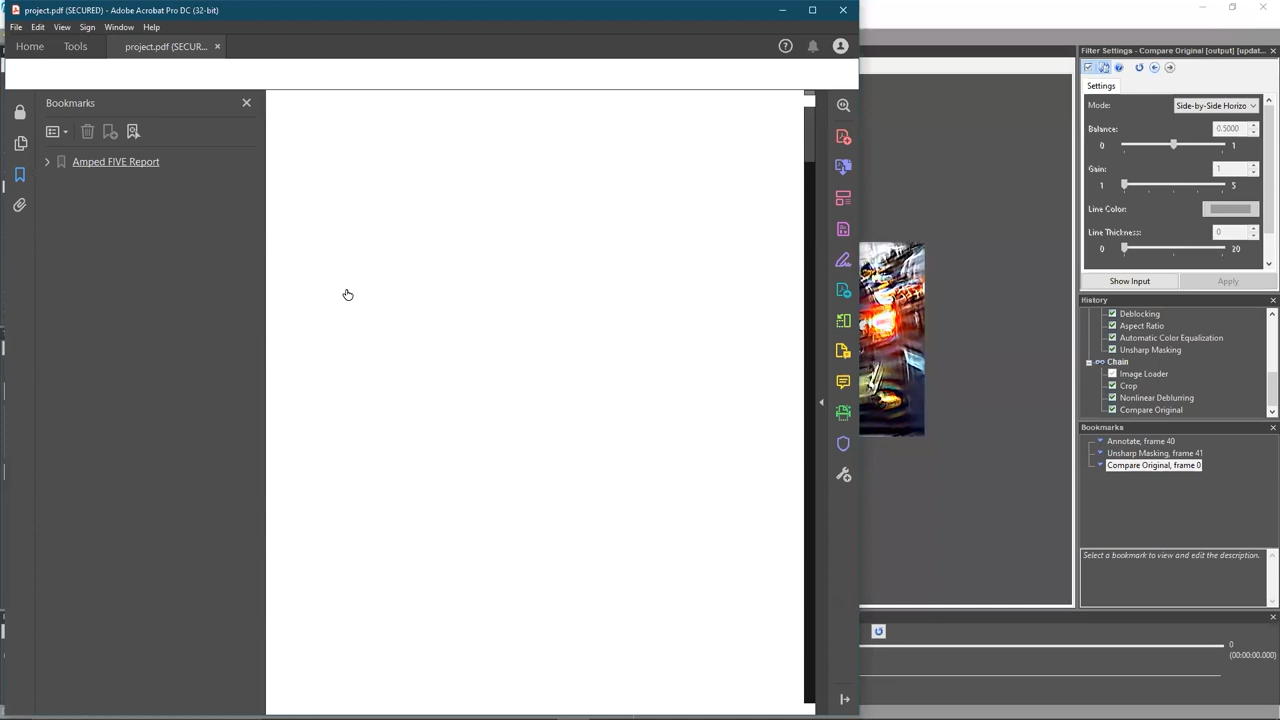 project.pdf (SECURED) - Adobe Acrobat Pro DC (32-bit)
File Edit View Sign Window Help
Home Tools project.pdf (SECUR... ×
Bookmarks
Amped FIVE Report
Filter Settings - Compare Original [output] [updat...
Settings
Mode: Side-by-Side Horizo
Balance: 0.5000
0 1
Gain: 1
1 5
Line Color:
Line Thickness: 0
0 20
Show Input Apply
History
Deblocking
Aspect Ratio
Automatic Color Equalization
Unsharp Masking
Chain
Image Loader
Crop
Nonlinear Deblurring
Compare Original
Bookmarks
Annotate, frame 40
Unsharp Masking, frame 41
Compare Original, frame 0
Select a bookmark to view and edit the description.
0
(00:00:00.000)